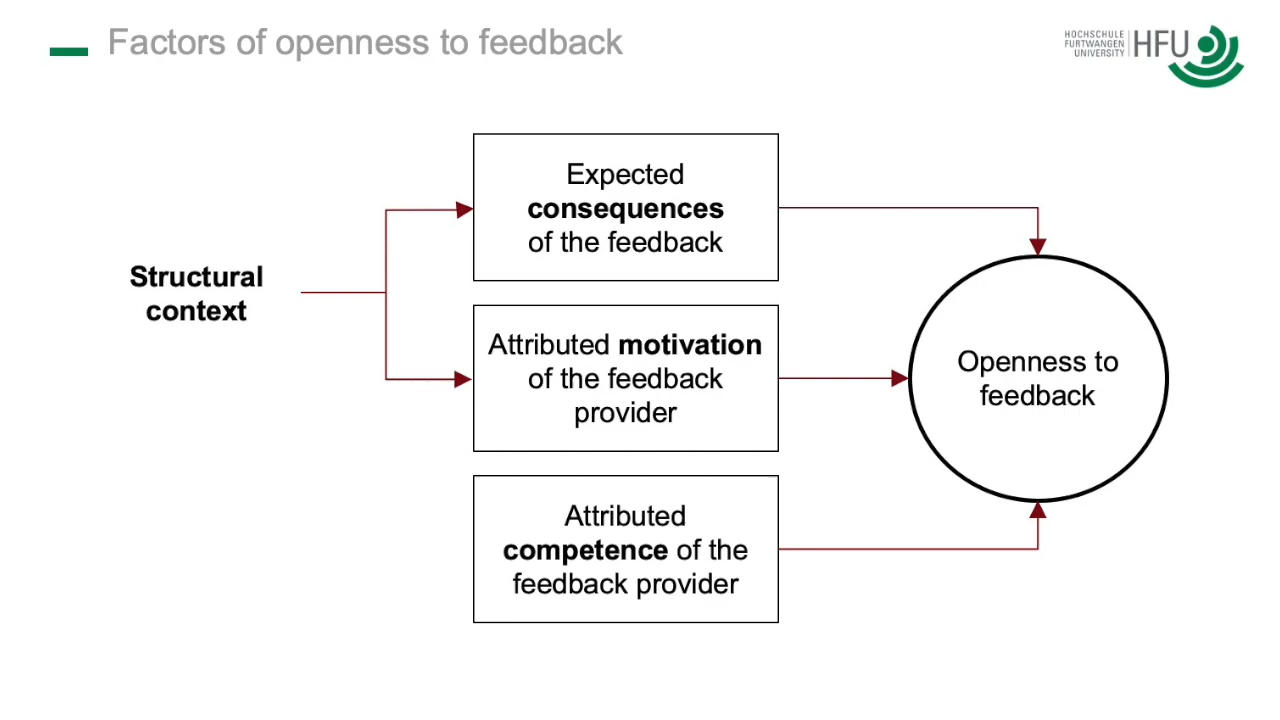 Factors of openness to feedback
HOCHSCHULE
FURTWANGEN
UNIVERSITY
HFU
Expected
consequences
of the feedback
Structural
context
Attributed motivation
of the feedback
provider
Openness to
feedback
Attributed
competence of the
feedback provider